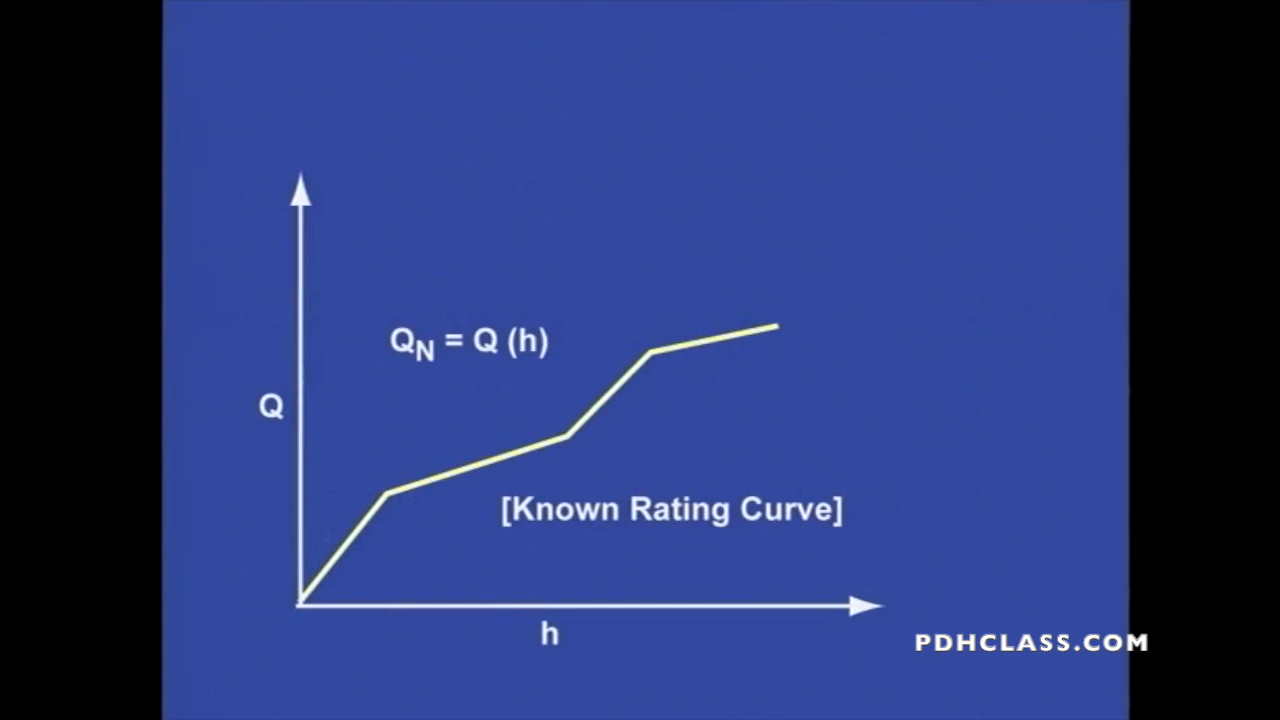 Q_N = Q (h)
Q
[Known Rating Curve]
h
PDHCLASS.COM